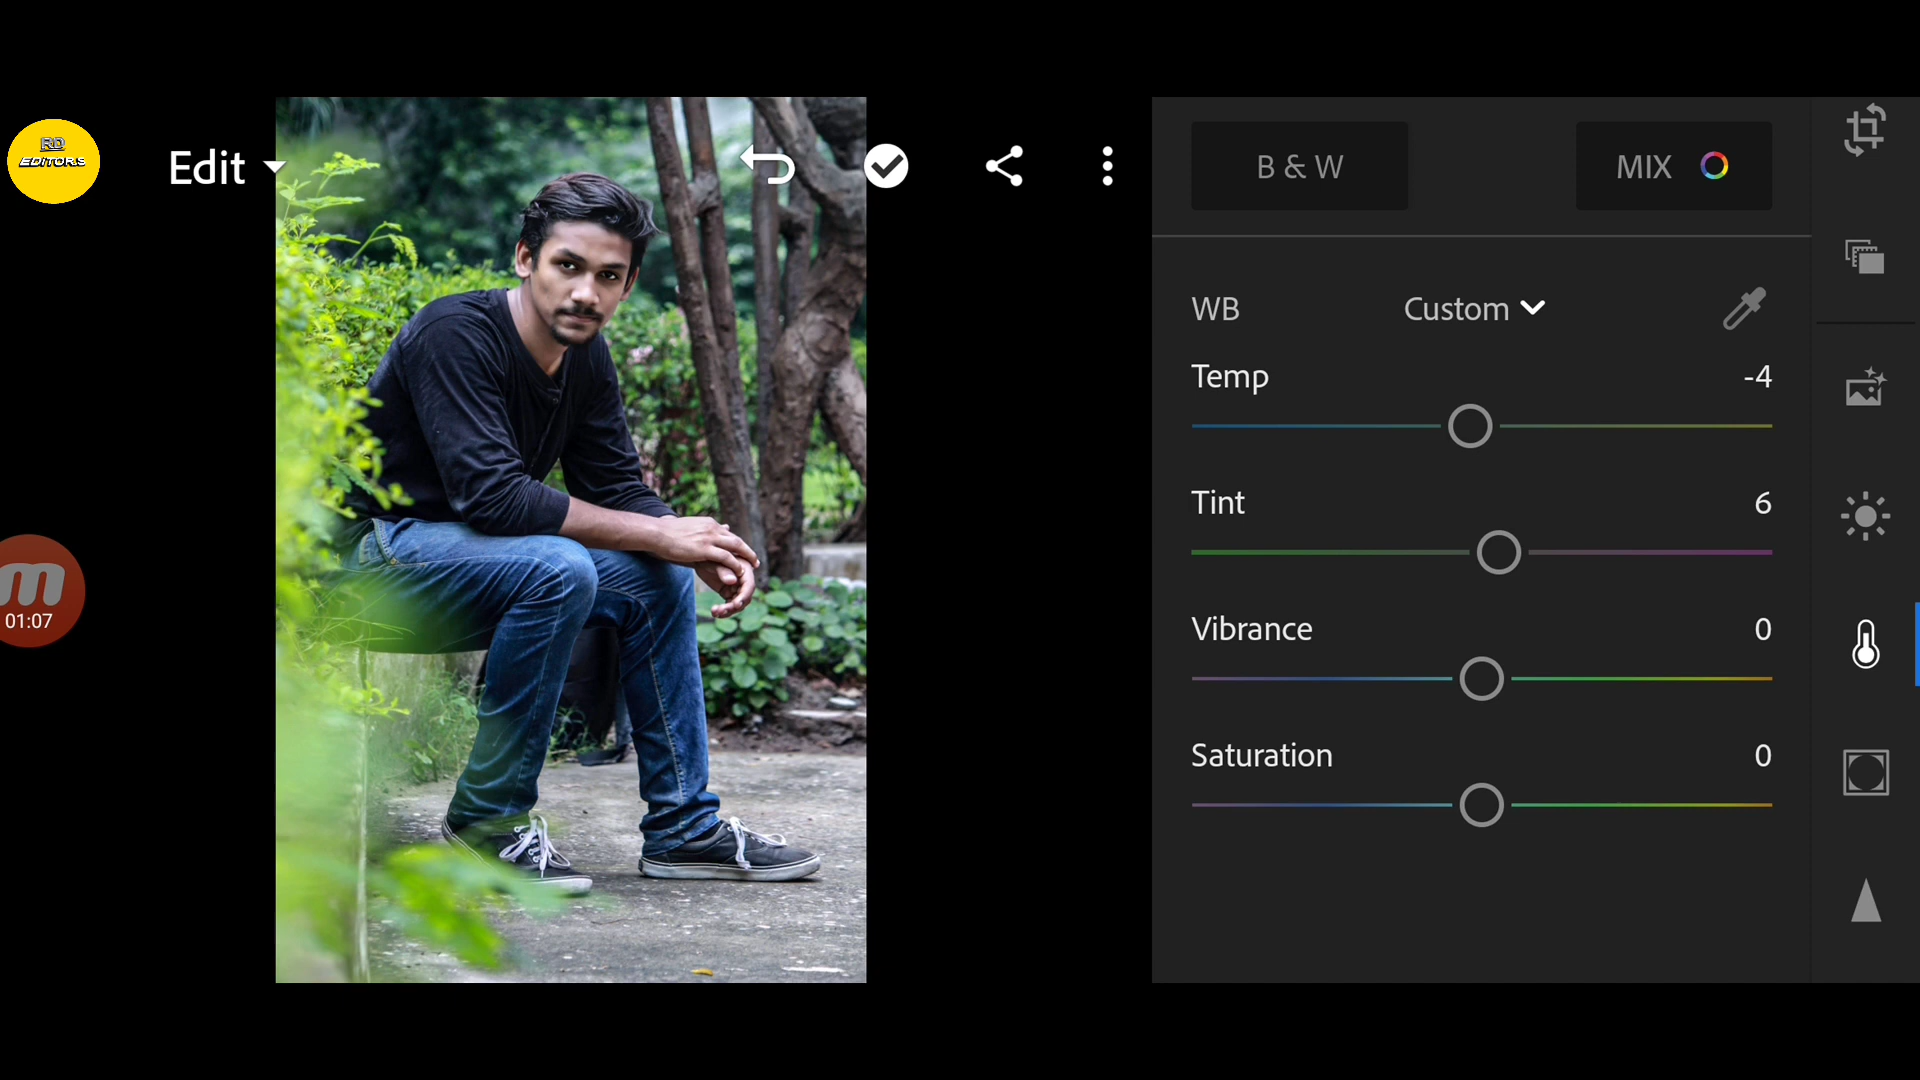 RD
EDITORS
Edit
B & W
MIX
WB
Custom
Temp
-4
Tint
6
Vibrance
0
Saturation
0
01:07